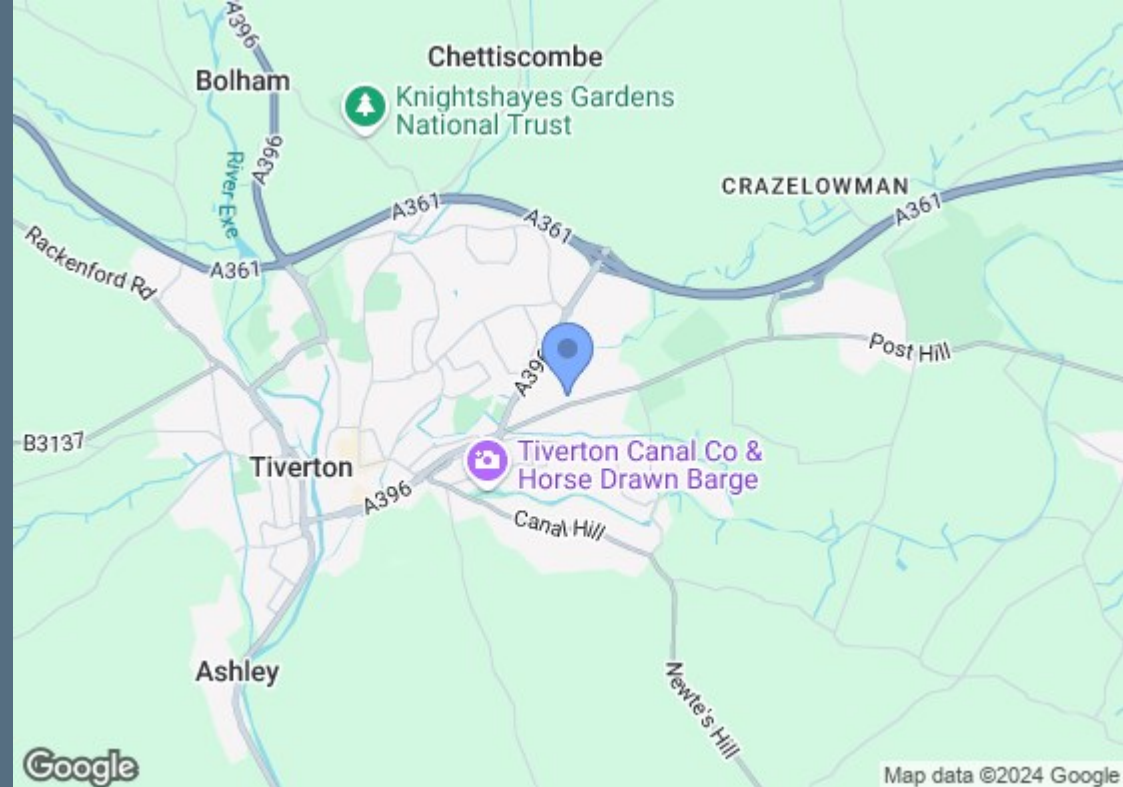 A396
Chettiscombe
Bolham
Knightshayes Gardens
National Trust
A396
River Exe
CRAZELOWMAN
A361
A361
A361
Rackenford Rd
A361
Post Hill
A396
B3137
Tiverton
Tiverton Canal Co &
Horse Drawn Barge
A396
Canal Hill
Ashley
Newte's Hill
Google
Map data ©2024 Google